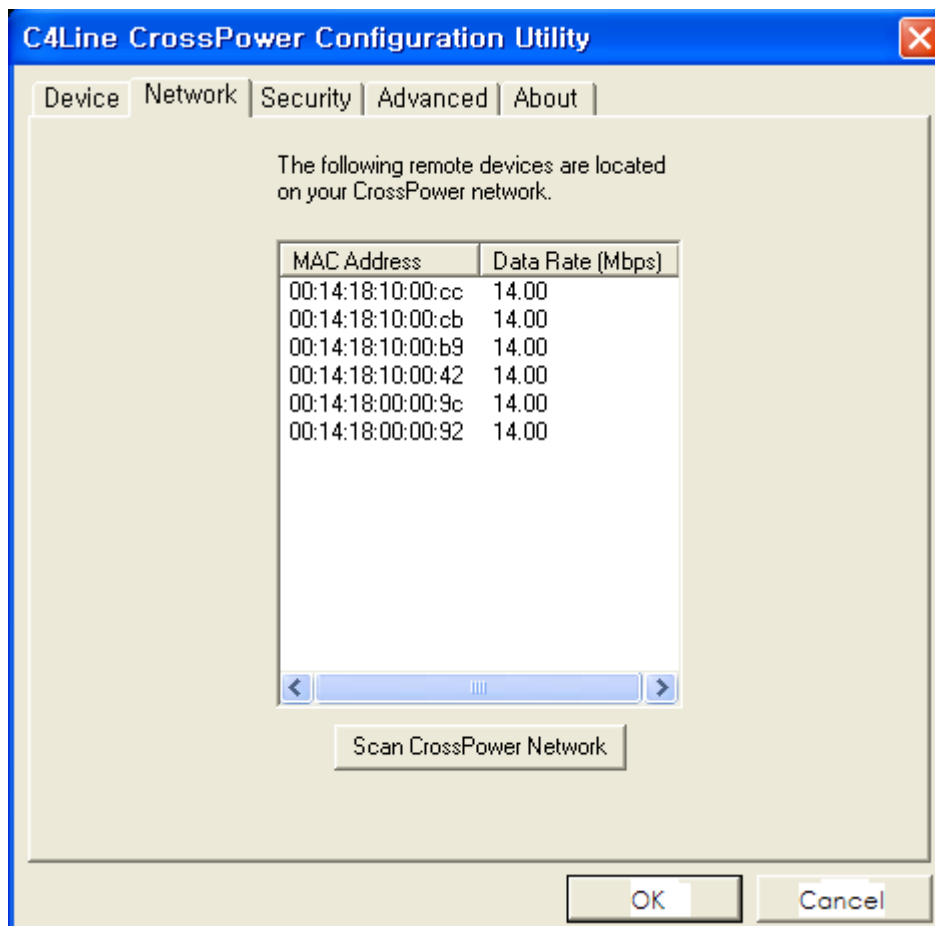 C4Line CrossPower Configuration Utility
Device Network Security Advanced About
The following remote devices are located
on your CrossPower network.
MAC Address Data Rate (Mbps)
00:14:18:10:00:cc 14.00
00:14:18:10:00:cb 14.00
00:14:18:10:00:b9 14.00
00:14:18:10:00:42 14.00
00:14:18:00:00:9c 14.00
00:14:18:00:00:92 14.00
Scan CrossPower Network
OK Cancel